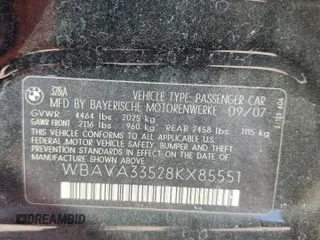 328iA
VEHICLE TYPE: PASSENGER CAR
MFD BY BAYERISCHE MOTORENWERKE - 09/07
GVWR 4464 lbs 2025 kg
GAWR FRONT 2116 lbs 960 kg REAR 2458 lbs 1115 kg
THIS VEHICLE CONFORMS TO ALL APPLICABLE
FEDERAL MOTOR VEHICLE SAFETY, BUMPER AND THEFT
PREVENTION STANDARDS IN EFFECT ON THE DATE OF
MANUFACTURE SHOWN ABOVE.
WBAVA33528KX85551
DREAMBID